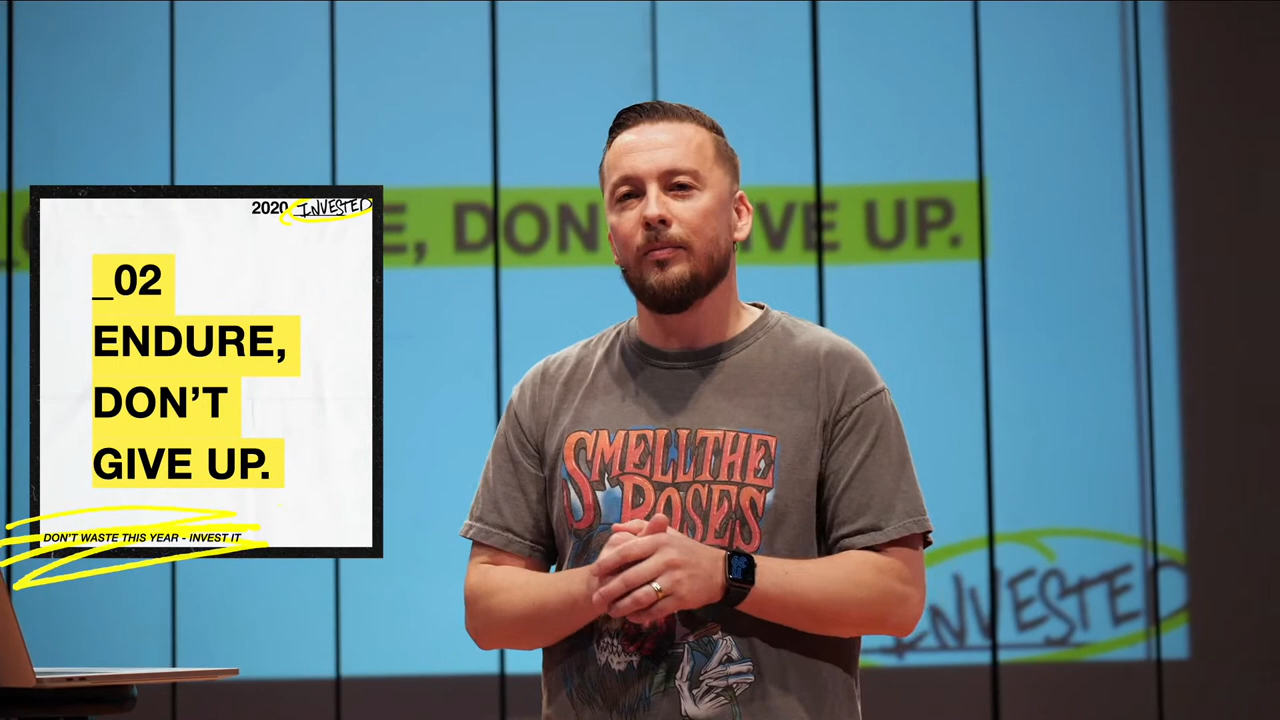 2020 INVESTED
_02
ENDURE,
DON'T
GIVE UP.
DON'T WASTE THIS YEAR - INVEST IT
E, DON GIVE UP.
SMELL THE
ROSES
INVESTED